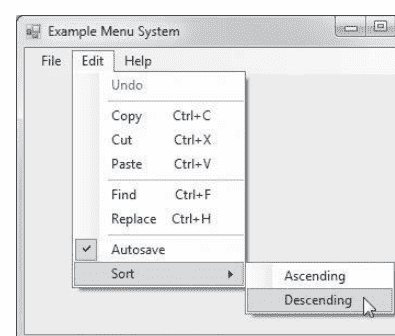 Example Menu System
File Edit Help
Undo
Copy Ctrl+C
Cut Ctrl+X
Paste Ctrl+V
Find Ctrl+F
Replace Ctrl+H
Autosave
Sort
Ascending
Descending